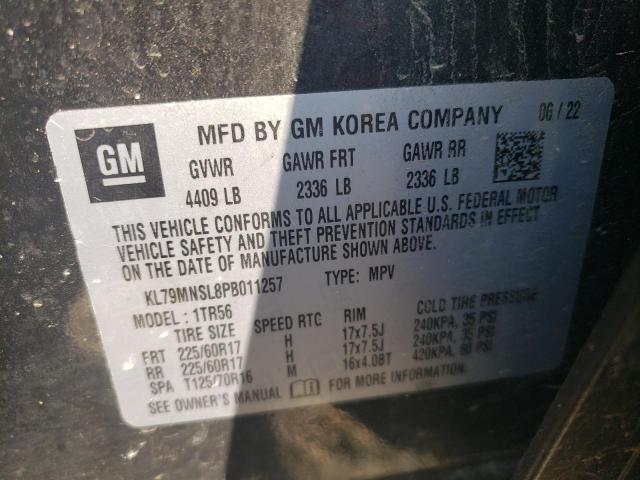 GM
MFD BY GM KOREA COMPANY 06 / 22
GVWR GAWR FRT GAWR RR
4409 LB 2336 LB 2336 LB
THIS VEHICLE CONFORMS TO ALL APPLICABLE U.S. FEDERAL MOTOR
VEHICLE SAFETY AND THEFT PREVENTION STANDARDS IN EFFECT
ON THE DATE OF MANUFACTURE SHOWN ABOVE.
KL79MNSL8PB011257 TYPE: MPV
MODEL: 1TR56
TIRE SIZE SPEED RTC RIM COLD TIRE PRESSURE
FRT 225/60R17 H 17x7.5J 240KPA, 35 PSI
RR 225/60R17 H 17x7.5J 240KPA, 35 PSI
SPA T125/70R16 M 16x4.0BT 420KPA, 60 PSI
SEE OWNER'S MANUAL FOR MORE INFORMATION.